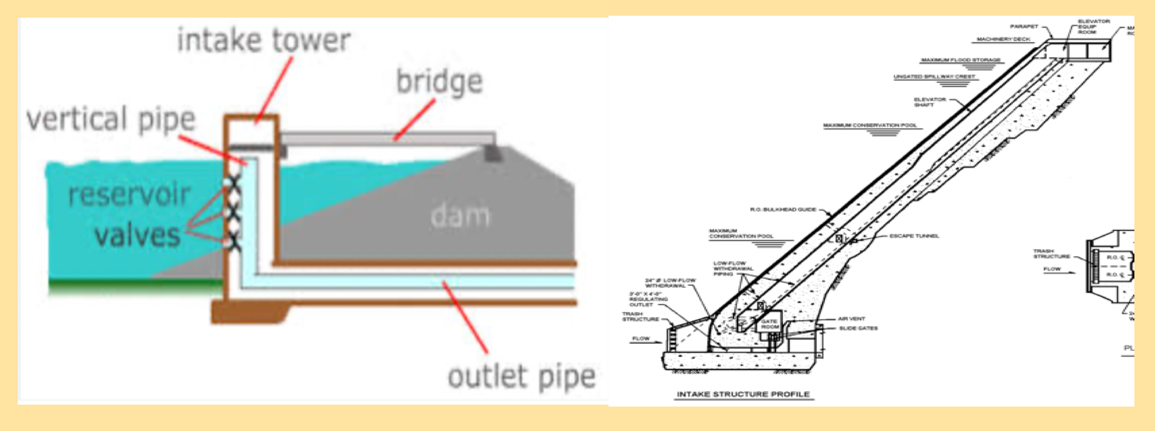 intake tower
bridge
vertical pipe
reservoir
valves
dam
outlet pipe
PARAPET
ELEVATOR
EQUIP
ROOM
MACHINERY DECK
MAXIMUM FLOOD STORAGE
UNGATED SPILLWAY CREST
ELEVATOR
SHAFT
MAXIMUM CONSERVATION POOL
R.O. BULKHEAD GUIDE
MAXIMUM
CONSERVATION POOL
ESCAPE TUNNEL
LOW-FLOW
WITHDRAWAL
PIPING
24" Ø LOW-FLOW
WITHDRAWAL
REGULATING
OUTLET
TRASH
STRUCTURE
FLOW
GATE
ROOM
AIR VENT
SLIDE GATES
TRASH
STRUCTURE
FLOW
R.O. ℄
R.O. ℄
INTAKE STRUCTURE PROFILE